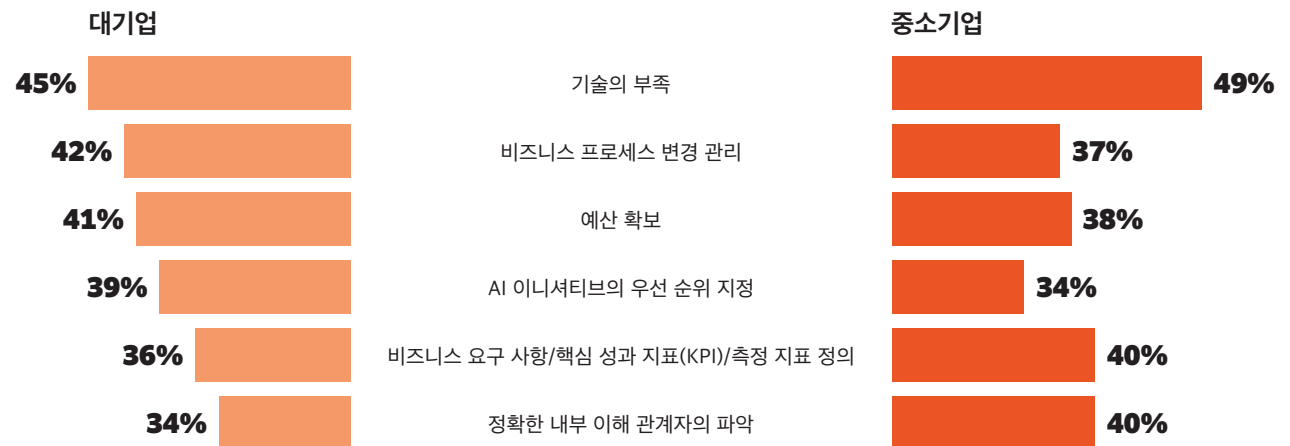 대기업 중소기업
45% 기술의 부족 49%
42% 비즈니스 프로세스 변경 관리 37%
41% 예산 확보 38%
39% AI 이니셔티브의 우선 순위 지정 34%
36% 비즈니스 요구 사항/핵심 성과 지표(KPI)/측정 지표 정의 40%
34% 정확한 내부 이해 관계자의 파악 40%